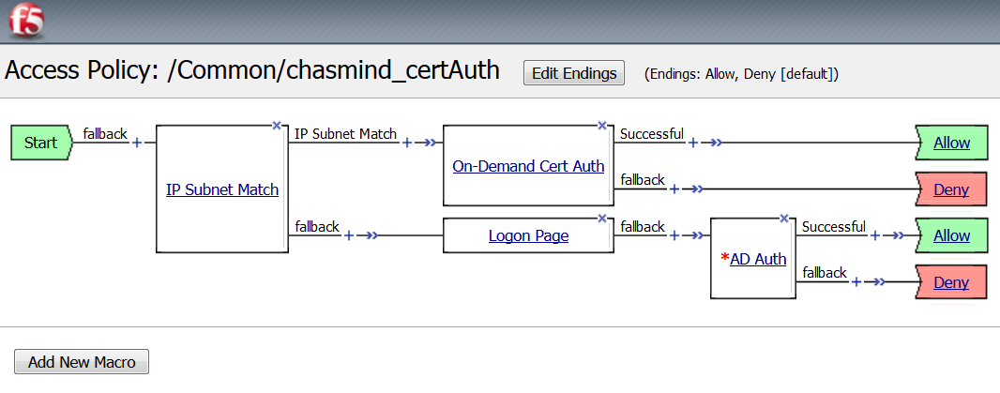 f5
Access Policy: /Common/chasmind_certAuth Edit Endings (Endings: Allow, Deny [default])
Start fallback + IP Subnet Match + Successful + Allow
On-Demand Cert Auth
IP Subnet Match fallback + Deny
fallback + Logon Page fallback + Successful + Allow
*AD Auth
fallback + Deny
Add New Macro